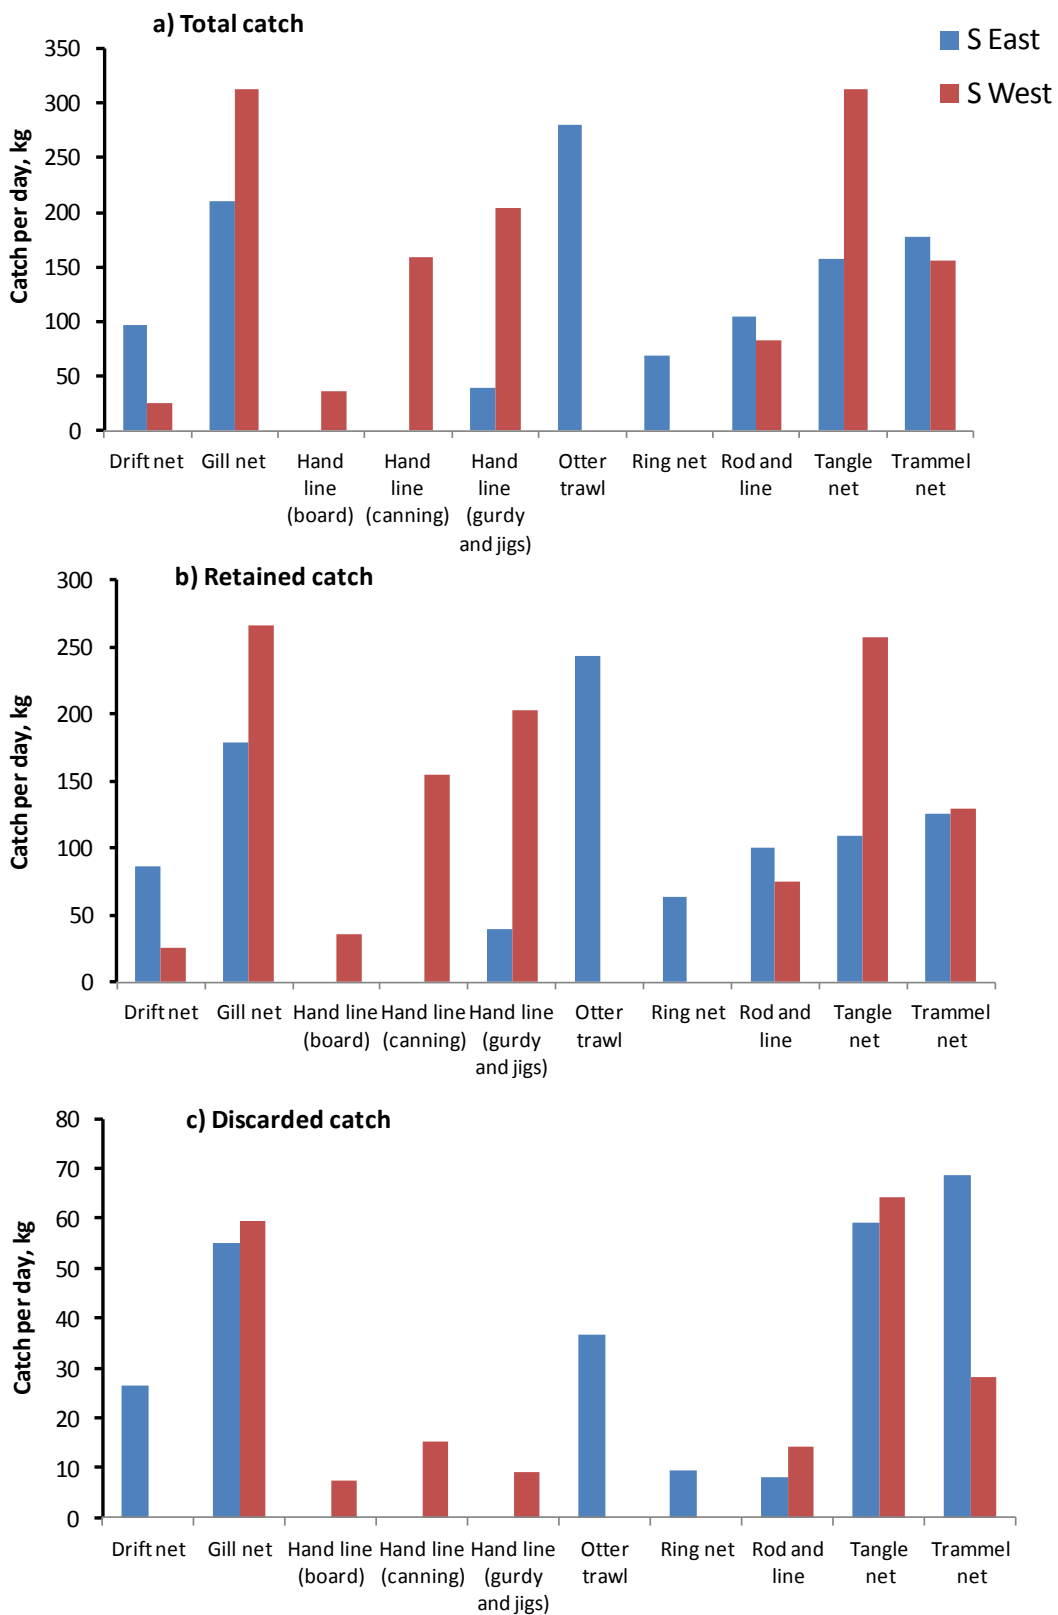 a) Total catch
S East
S West
Catch per day, kg
350
300
250
200
150
100
50
0
Drift net Gill net Hand Hand Hand Otter Ring net Rod and Tangle Trammel
line line line trawl line net net
(board) (canning) (gurdy
and jigs)
b) Retained catch
Catch per day, kg
300
250
200
150
100
50
0
Drift net Gill net Hand line Hand line Hand line Otter Ring net Rod and Tangle Trammel
(board) (canning) (gurdy trawl line net net
and jigs)
c) Discarded catch
Catch per day, kg
80
70
60
50
40
30
20
10
0
Drift net Gill net Hand line Hand line Hand line Otter Ring net Rod and Tangle Trammel
(board) (canning) (gurdy trawl line net net
and jigs)